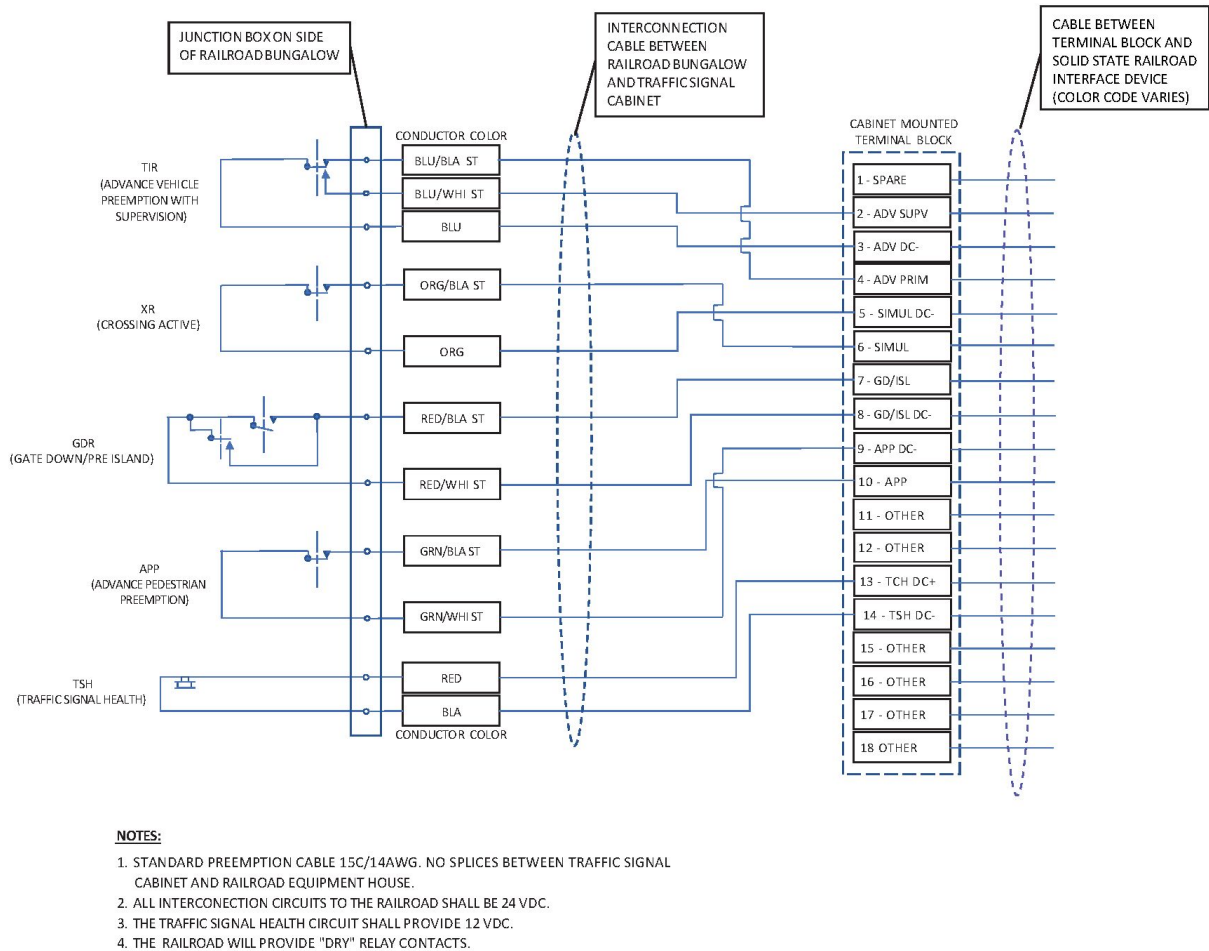 JUNCTION BOX ON SIDE
OF RAILROAD BUNGALOW
INTERCONNECTION
CABLE BETWEEN
RAILROAD BUNGALOW
AND TRAFFIC SIGNAL
CABINET
CABLE BETWEEN
TERMINAL BLOCK AND
SOLID STATE RAILROAD
INTERFACE DEVICE
(COLOR CODE VARIES)
CONDUCTOR COLOR
CABINET MOUNTED
TERMINAL BLOCK
TIR
(ADVANCE VEHICLE
PREEMPTION WITH
SUPERVISION)
XR
(CROSSING ACTIVE)
GDR
(GATE DOWN/PRE ISLAND)
APP
(ADVANCE PEDESTRIAN
PREEMPTION)
TSH
(TRAFFIC SIGNAL HEALTH)
BLU/BLA ST
BLU/WHI ST
BLU
ORG/BLA ST
ORG
RED/BLA ST
RED/WHI ST
GRN/BLA ST
GRN/WHI ST
RED
BLA
CONDUCTOR COLOR
1 - SPARE
2 - ADV SUPV
3 - ADV DC-
4 - ADV PRIM
5 - SIMUL DC-
6 - SIMUL
7 - GD/ISL
8 - GD/ISL DC-
9 - APP DC-
10 - APP
11 - OTHER
12 - OTHER
13 - TCH DC+
14 - TSH DC-
15 - OTHER
16 - OTHER
17 - OTHER
18 OTHER
NOTES:
1. STANDARD PREEMPTION CABLE 15C/14AWG. NO SPLICES BETWEEN TRAFFIC SIGNAL
CABINET AND RAILROAD EQUIPMENT HOUSE.
2. ALL INTERCONECTION CIRCUITS TO THE RAILROAD SHALL BE 24 VDC.
3. THE TRAFFIC SIGNAL HEALTH CIRCUIT SHALL PROVIDE 12 VDC.
4. THE RAILROAD WILL PROVIDE "DRY" RELAY CONTACTS.